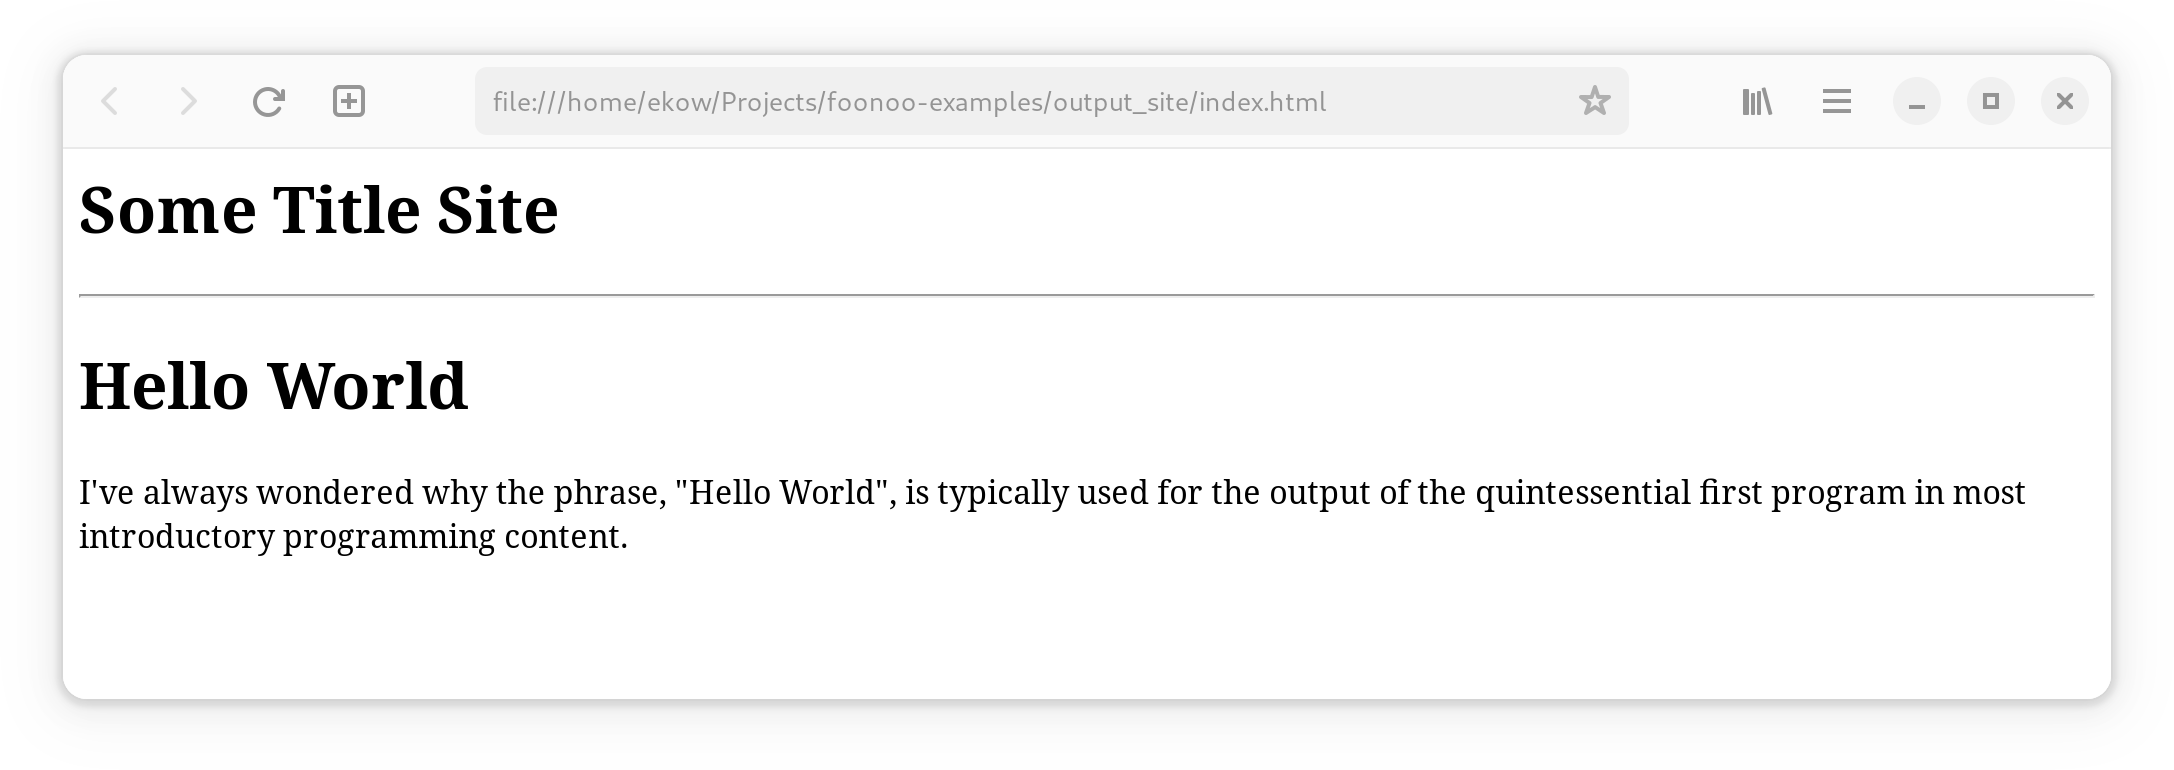 file:///home/ekow/Projects/foonoo-examples/output_site/index.html
Some Title Site
Hello World
I've always wondered why the phrase, "Hello World", is typically used for the output of the quintessential first program in most
introductory programming content.